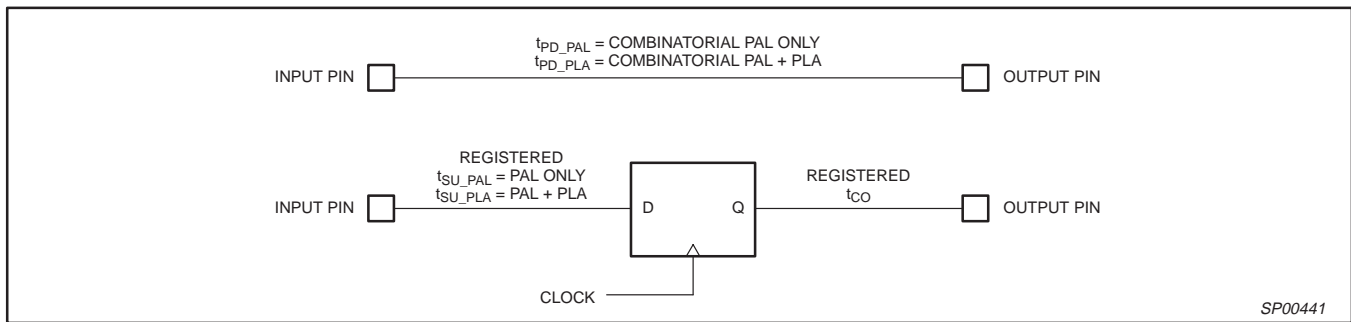 tPD_PAL = COMBINATORIAL PAL ONLY
tPD_PLA = COMBINATORIAL PAL + PLA
INPUT PIN
OUTPUT PIN
REGISTERED
tSU_PAL = PAL ONLY
tSU_PLA = PAL + PLA
REGISTERED
tCO
INPUT PIN
D
Q
OUTPUT PIN
CLOCK
SP00441